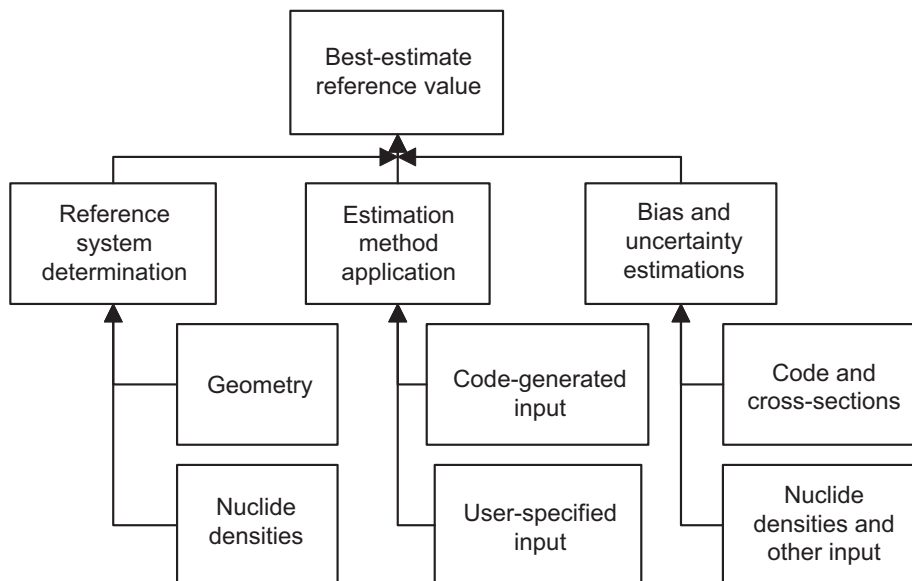 Best-estimate
reference value
Reference
system
determination
Estimation
method
application
Bias and
uncertainty
estimations
Geometry
Code-generated
input
Code and
cross-sections
Nuclide
densities
User-specified
input
Nuclide
densities and
other input